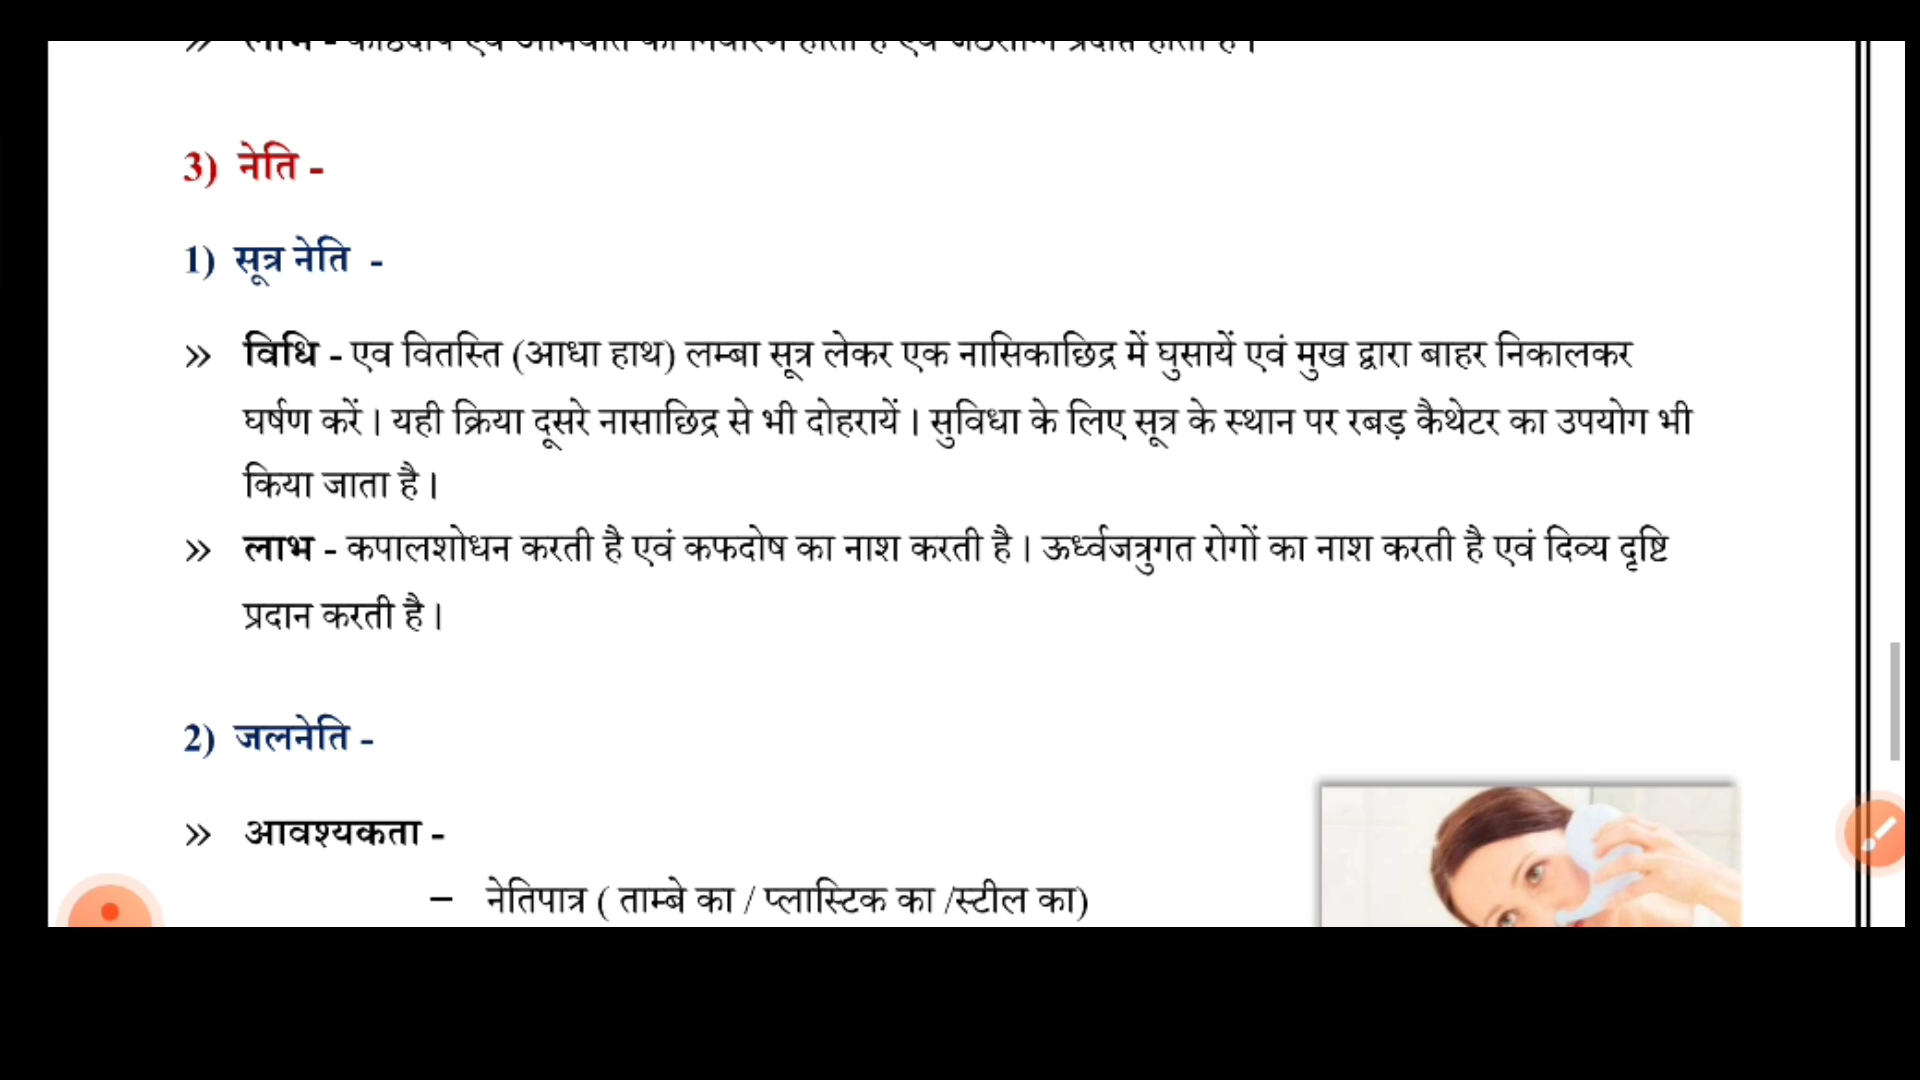 3) नेति -
1) सूत्र नेति -
» विधि - एव वितस्ति (आधा हाथ) लम्बा सूत्र लेकर एक नासिकाछिद्र में घुसायें एवं मुख द्वारा बाहर निकालकर
घर्षण करें। यही क्रिया दूसरे नासाछिद्र से भी दोहरायें। सुविधा के लिए सूत्र के स्थान पर रबड़ कैथेटर का उपयोग भी
किया जाता है।
» लाभ - कपालशोधन करती है एवं कफदोष का नाश करती है। ऊर्ध्वजत्रुगत रोगों का नाश करती है एवं दिव्य दृष्टि
प्रदान करती है।
2) जलनेति -
» आवश्यकता -
– नेतिपात्र ( ताम्बे का / प्लास्टिक का /स्टील का)